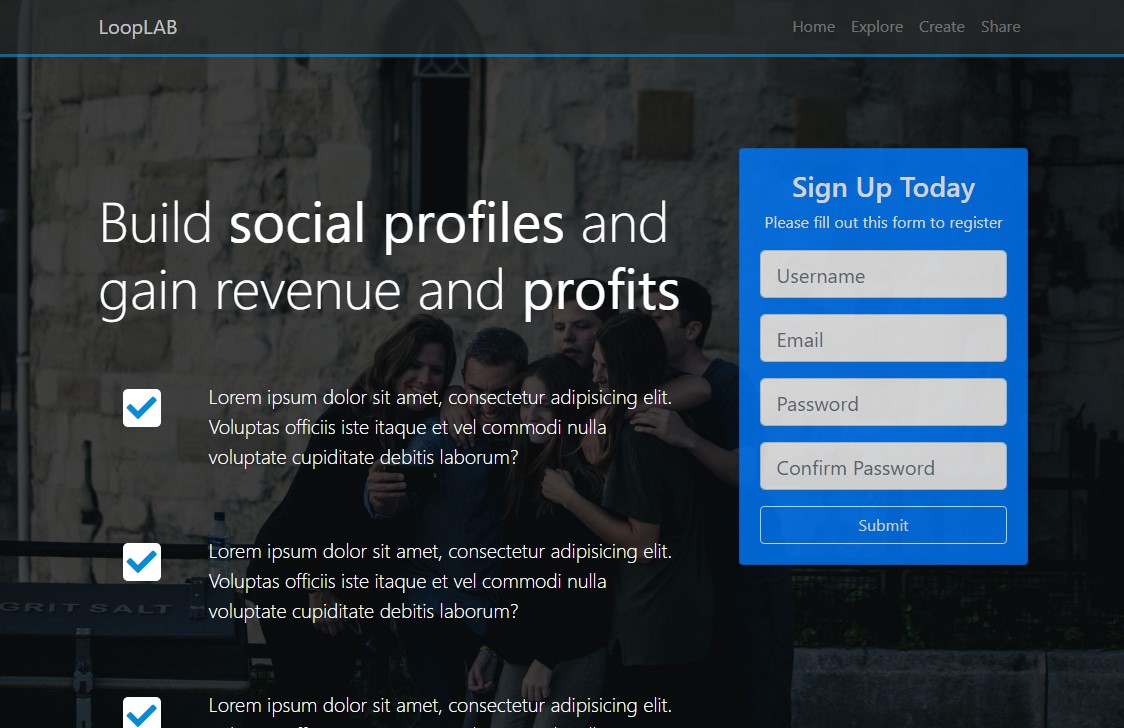 LoopLAB
Home Explore Create Share
Build social profiles and
gain revenue and profits
Lorem ipsum dolor sit amet, consectetur adipisicing elit.
Voluptas officiis iste itaque et vel commodi nulla
voluptate cupiditate debitis laborum?
Lorem ipsum dolor sit amet, consectetur adipisicing elit.
Voluptas officiis iste itaque et vel commodi nulla
voluptate cupiditate debitis laborum?
Lorem ipsum dolor sit amet, consectetur adipisicing elit.
Sign Up Today
Please fill out this form to register
Username
Email
Password
Confirm Password
Submit
GRIT SALT